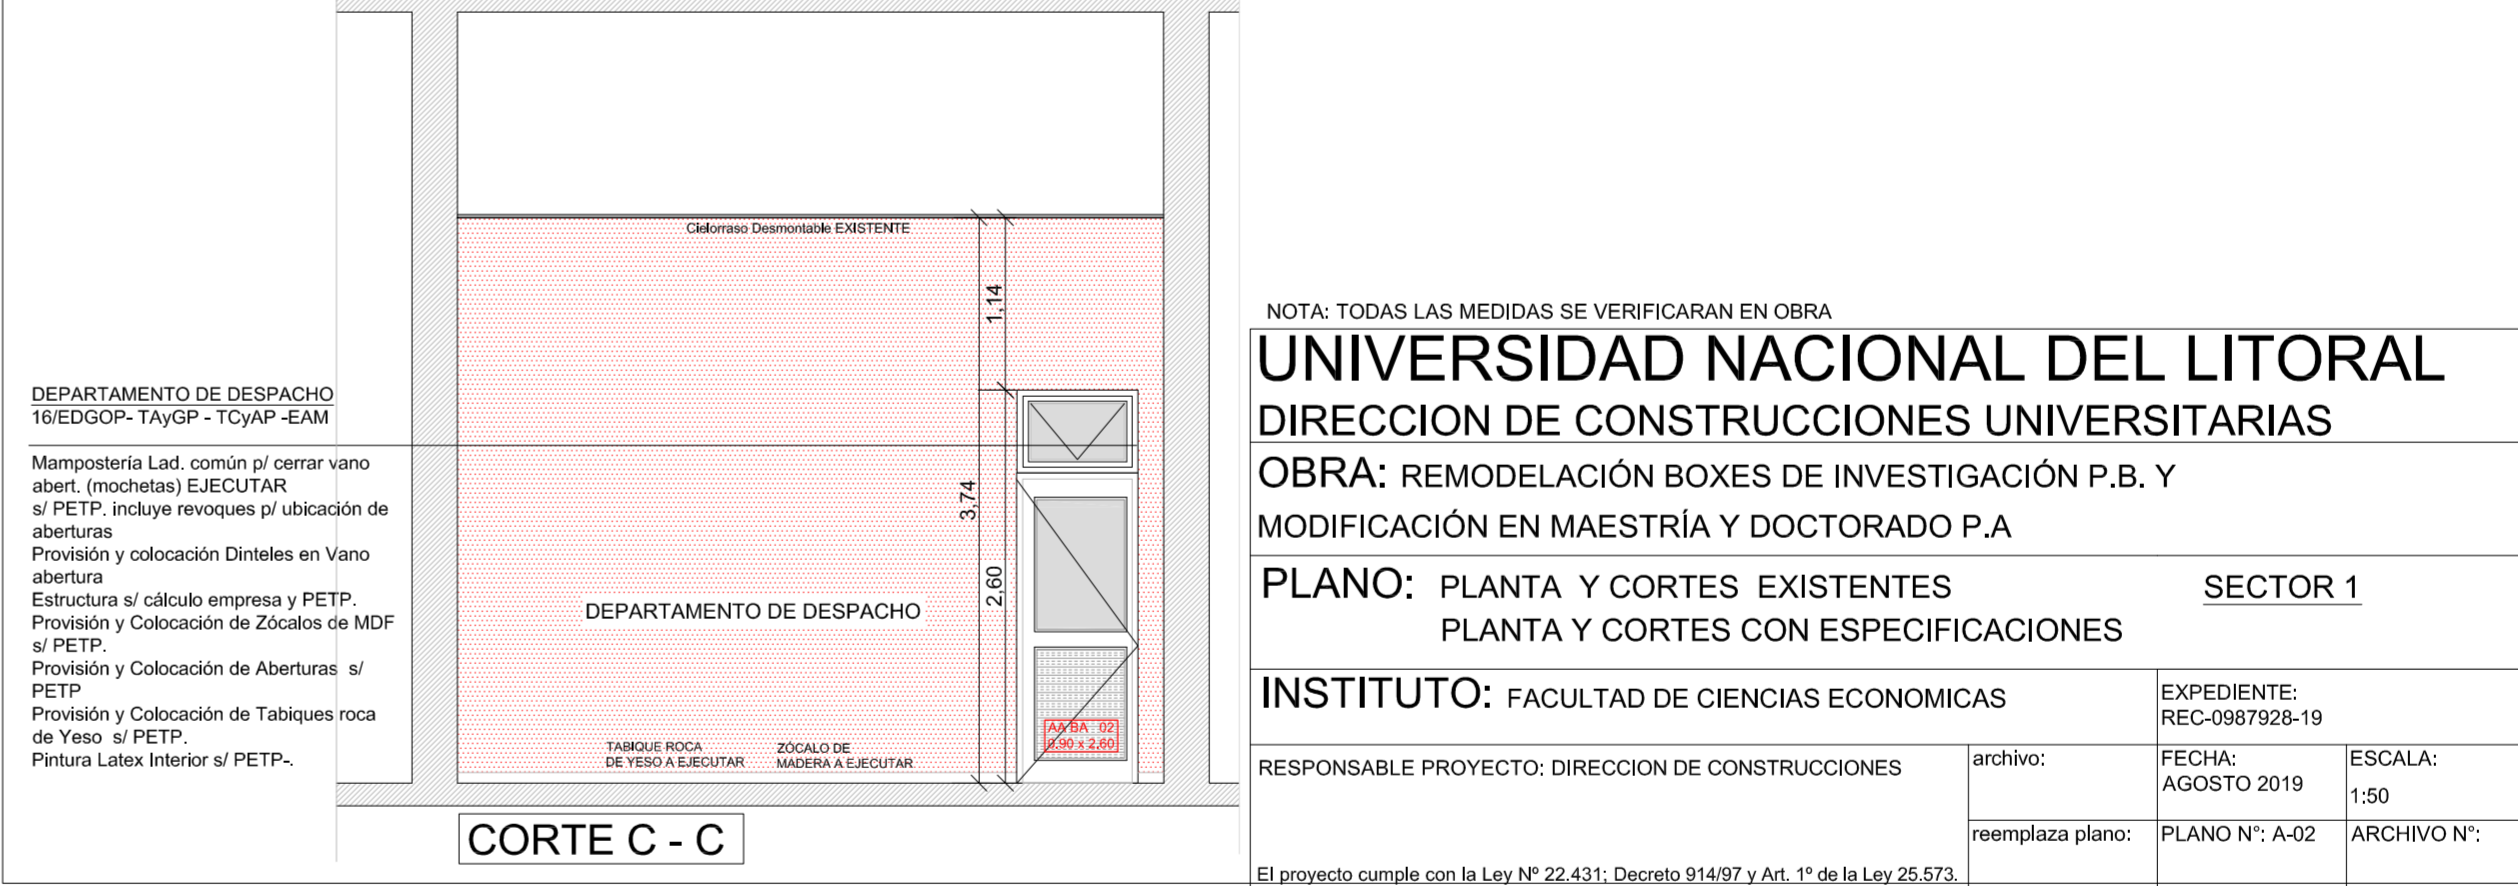 DEPARTAMENTO DE DESPACHO
16/EDGOP- TAyGP - TCyAP -EAM
Mampostería Lad. común p/ cerrar vano
abert. (mochetas) EJECUTAR
s/ PETP. incluye revoques p/ ubicación de
aberturas
Provisión y colocación Dinteles en Vano
abertura
Estructura s/ cálculo empresa y PETP.
Provisión y Colocación de Zócalos de MDF
s/ PETP.
Provisión y Colocación de Aberturas s/
PETP
Provisión y Colocación de Tabiques roca
de Yeso s/ PETP.
Pintura Latex Interior s/ PETP-.
Cielorraso Desmontable EXISTENTE
1,14
3,74
2,60
DEPARTAMENTO DE DESPACHO
AA BA 02
0.90 x 2.60
TABIQUE ROCA
DE YESO A EJECUTAR
ZÓCALO DE
MADERA A EJECUTAR
CORTE C - C
NOTA: TODAS LAS MEDIDAS SE VERIFICARAN EN OBRA
UNIVERSIDAD NACIONAL DEL LITORAL
DIRECCION DE CONSTRUCCIONES UNIVERSITARIAS
OBRA: REMODELACIÓN BOXES DE INVESTIGACIÓN P.B. Y
MODIFICACIÓN EN MAESTRÍA Y DOCTORADO P.A
PLANO: PLANTA Y CORTES EXISTENTES SECTOR 1
PLANTA Y CORTES CON ESPECIFICACIONES
INSTITUTO: FACULTAD DE CIENCIAS ECONOMICAS
EXPEDIENTE:
REC-0987928-19
RESPONSABLE PROYECTO: DIRECCION DE CONSTRUCCIONES
archivo:
FECHA:
AGOSTO 2019
ESCALA:
1:50
reemplaza plano:
PLANO N°: A-02
ARCHIVO N°:
El proyecto cumple con la Ley Nº 22.431; Decreto 914/97 y Art. 1º de la Ley 25.573.